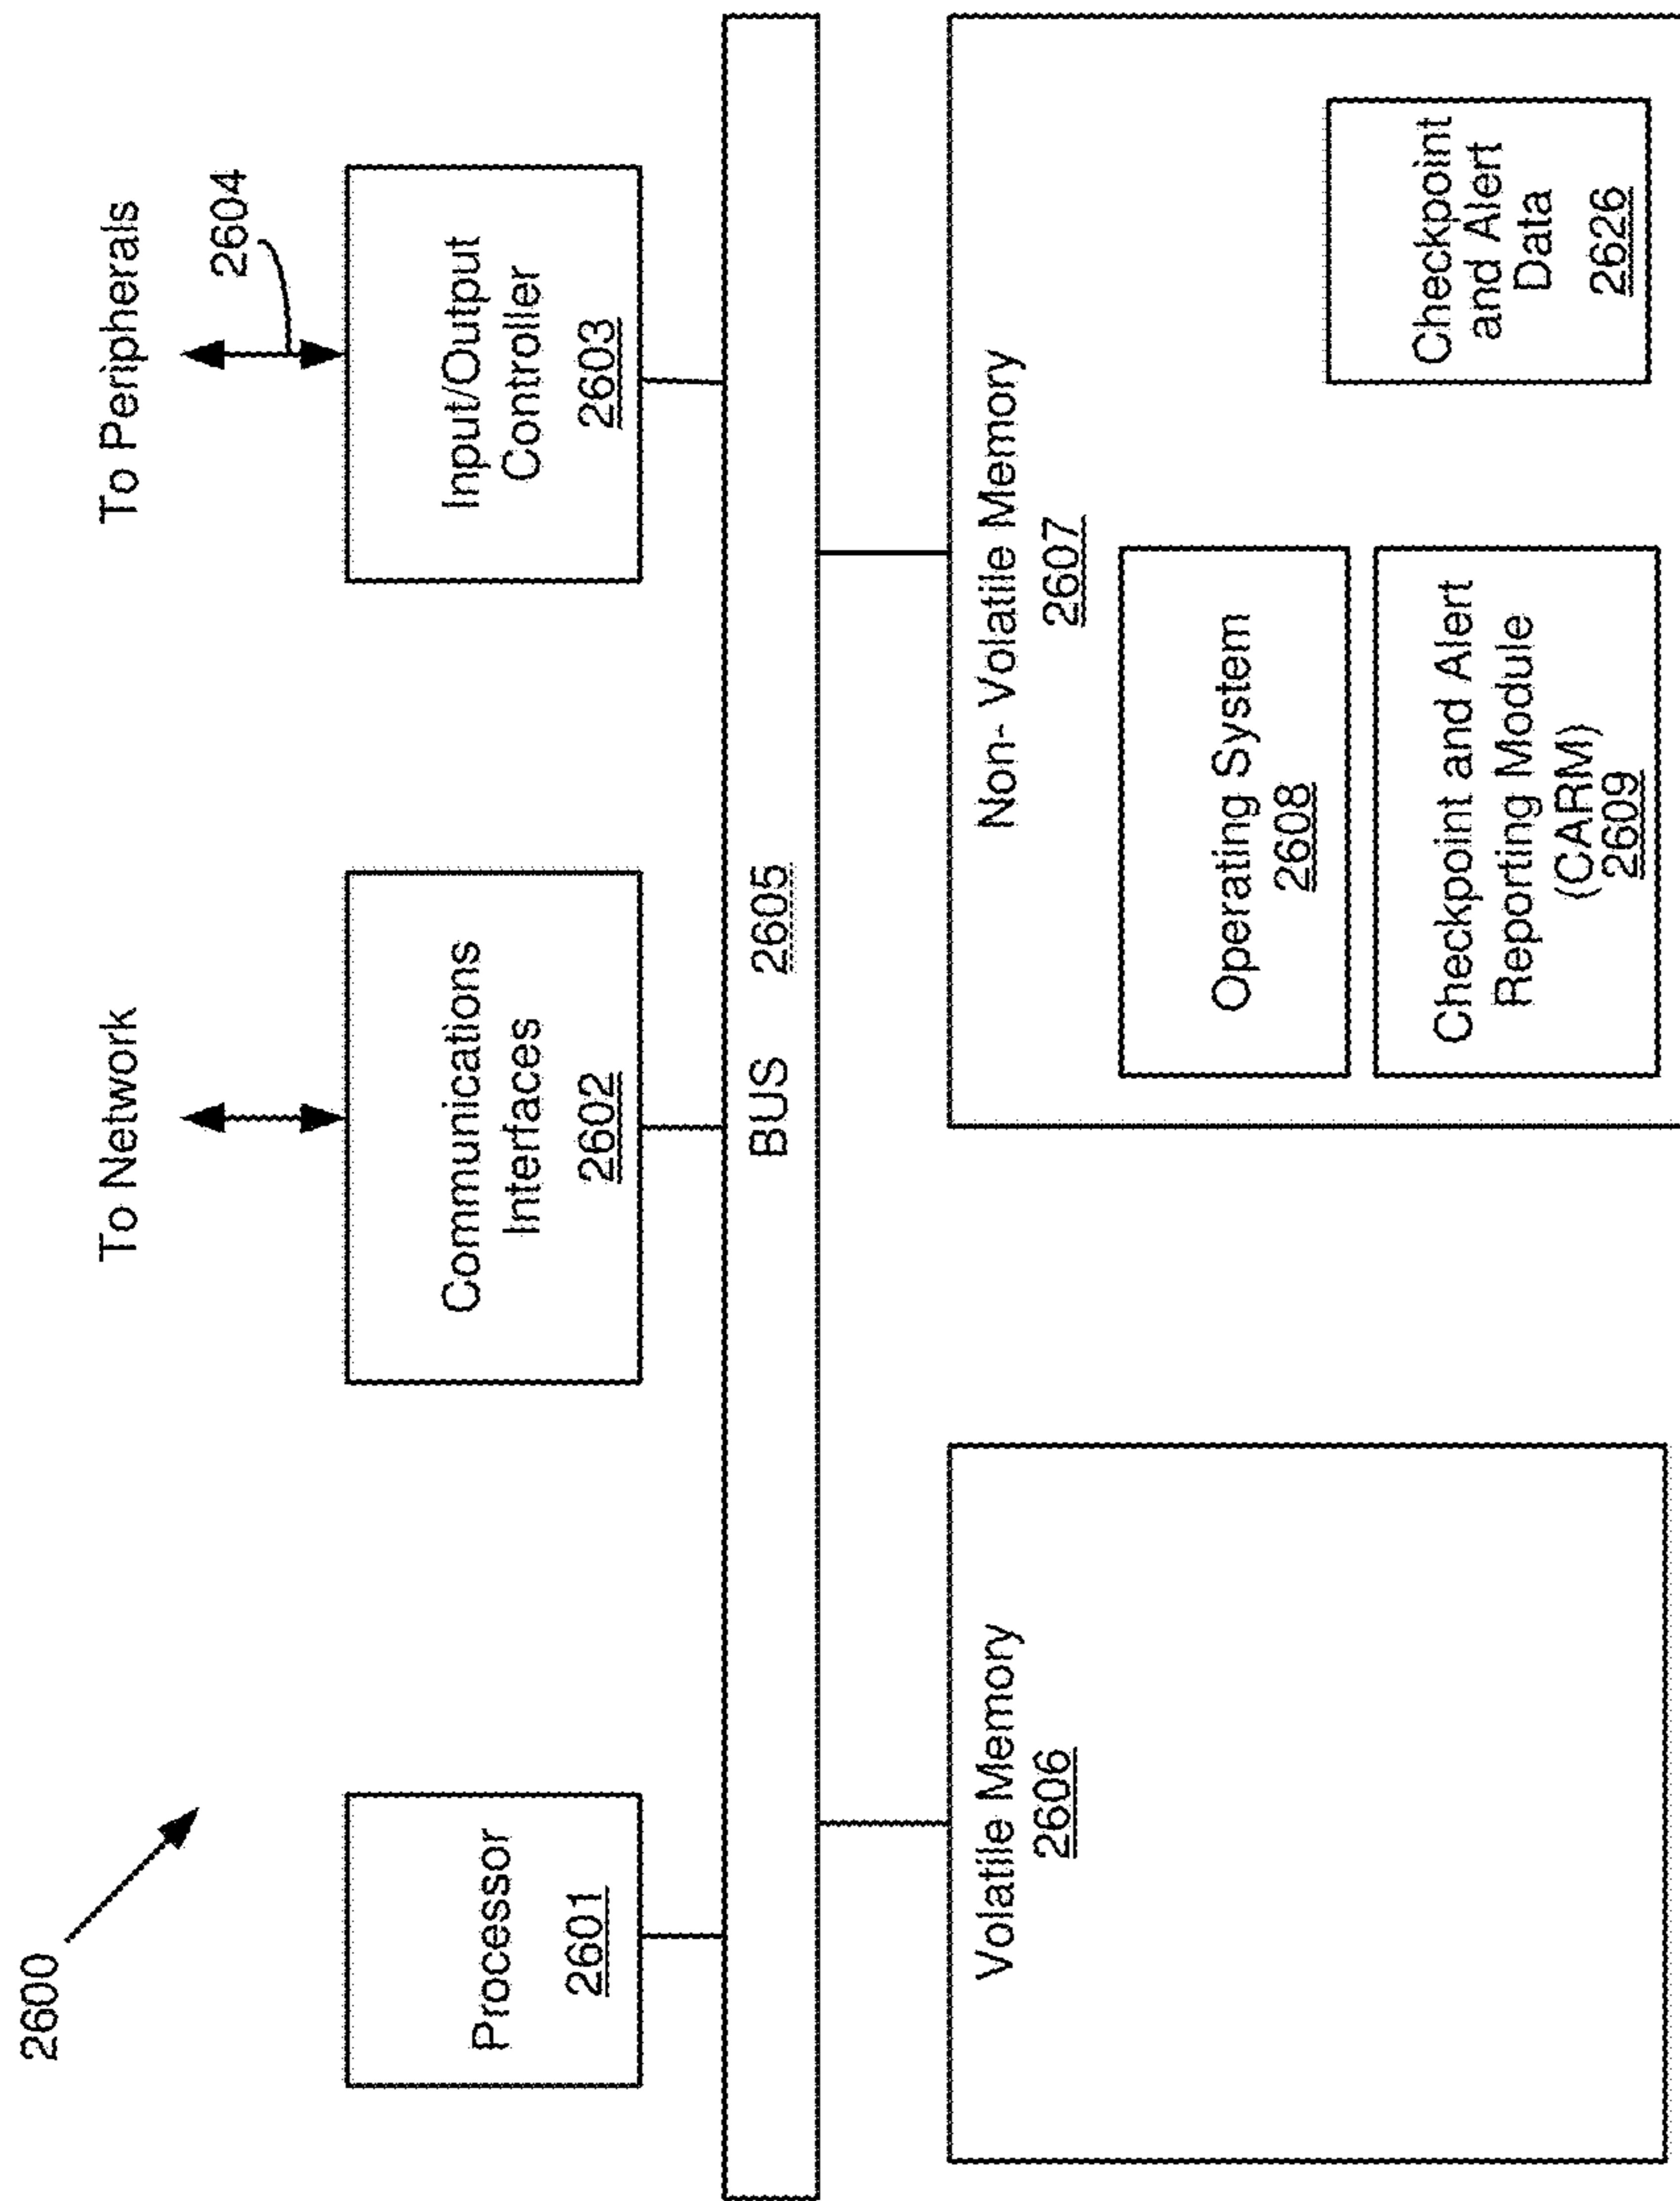 2600
To Network
To Peripherals
2604
Processor
2601
Communications
Interfaces
2602
Input/Output
Controller
2603
BUS 2605
Volatile Memory
2606
Non- Volatile Memory
2607
Operating System
2608
Checkpoint and Alert
Reporting Module
(CARM)
2609
Checkpoint
and Alert
Data
2626